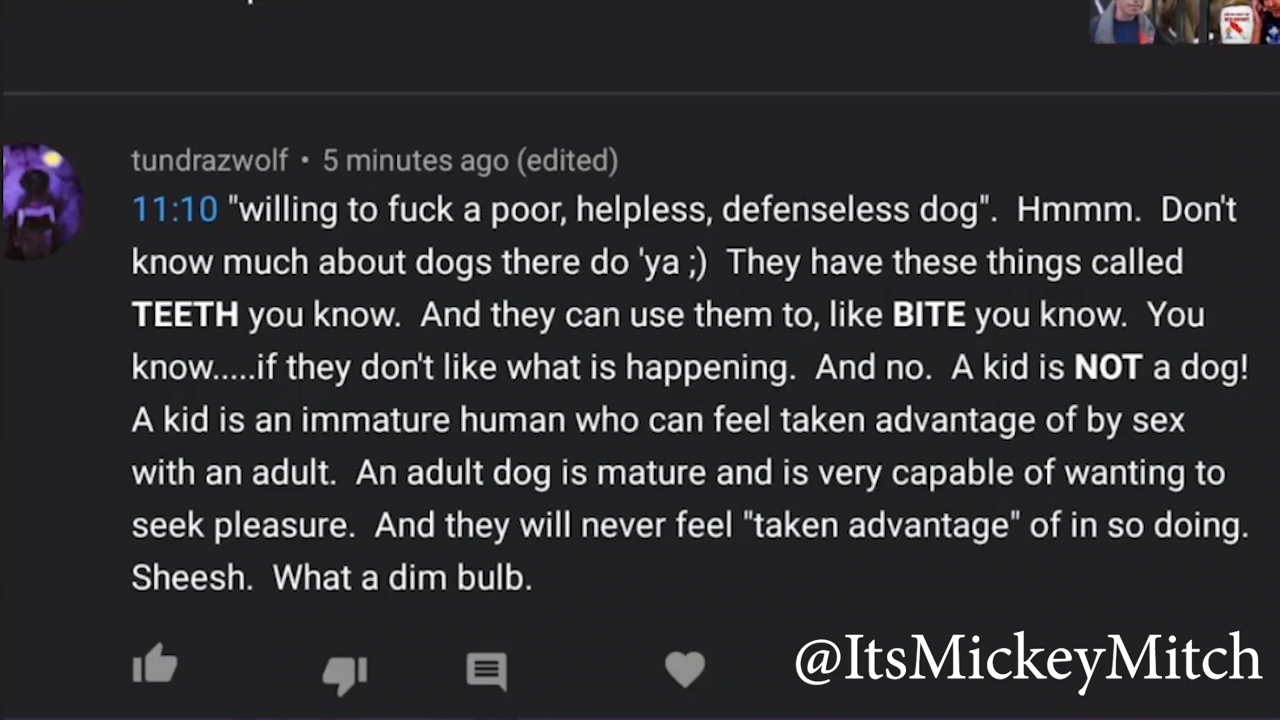 tundrazwolf • 5 minutes ago (edited)
11:10 "willing to fuck a poor, helpless, defenseless dog".  Hmmm.  Don't
know much about dogs there do 'ya ;)  They have these things called
TEETH you know.  And they can use them to, like BITE you know.  You
know.....if they don't like what is happening.  And no.  A kid is NOT a dog!
A kid is an immature human who can feel taken advantage of by sex
with an adult.  An adult dog is mature and is very capable of wanting to
seek pleasure.  And they will never feel "taken advantage" of in so doing.
Sheesh.  What a dim bulb.
@ItsMickeyMitch